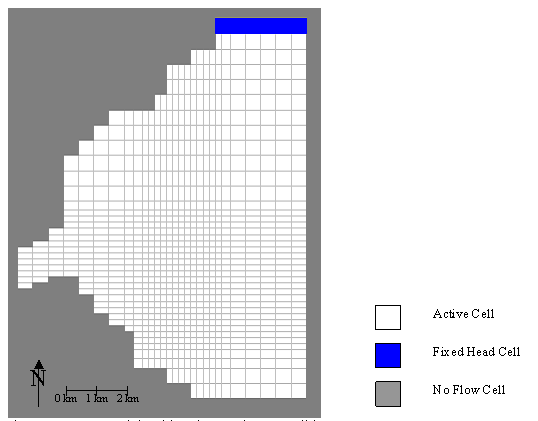 Active Cell
Fixed Head Cell
No Flow Cell
N
0 km 1 km 2 km